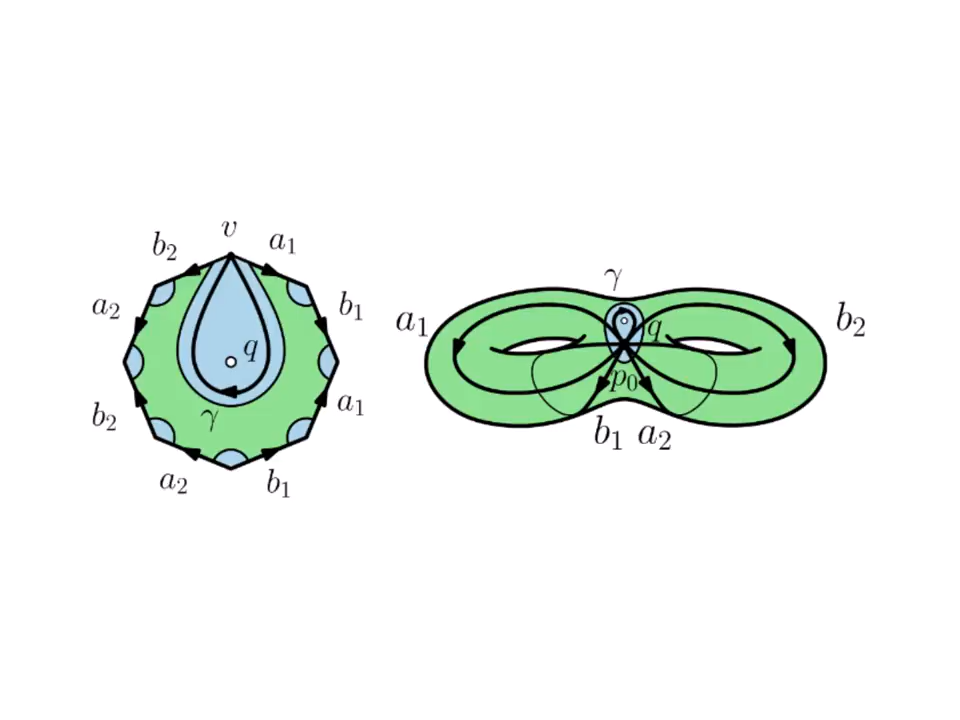 v
b₂
a₁
a₂
b₁
q
γ
b₂
a₁
a₂
b₁
γ
a₁
q
b₂
p₀
b₁ a₂